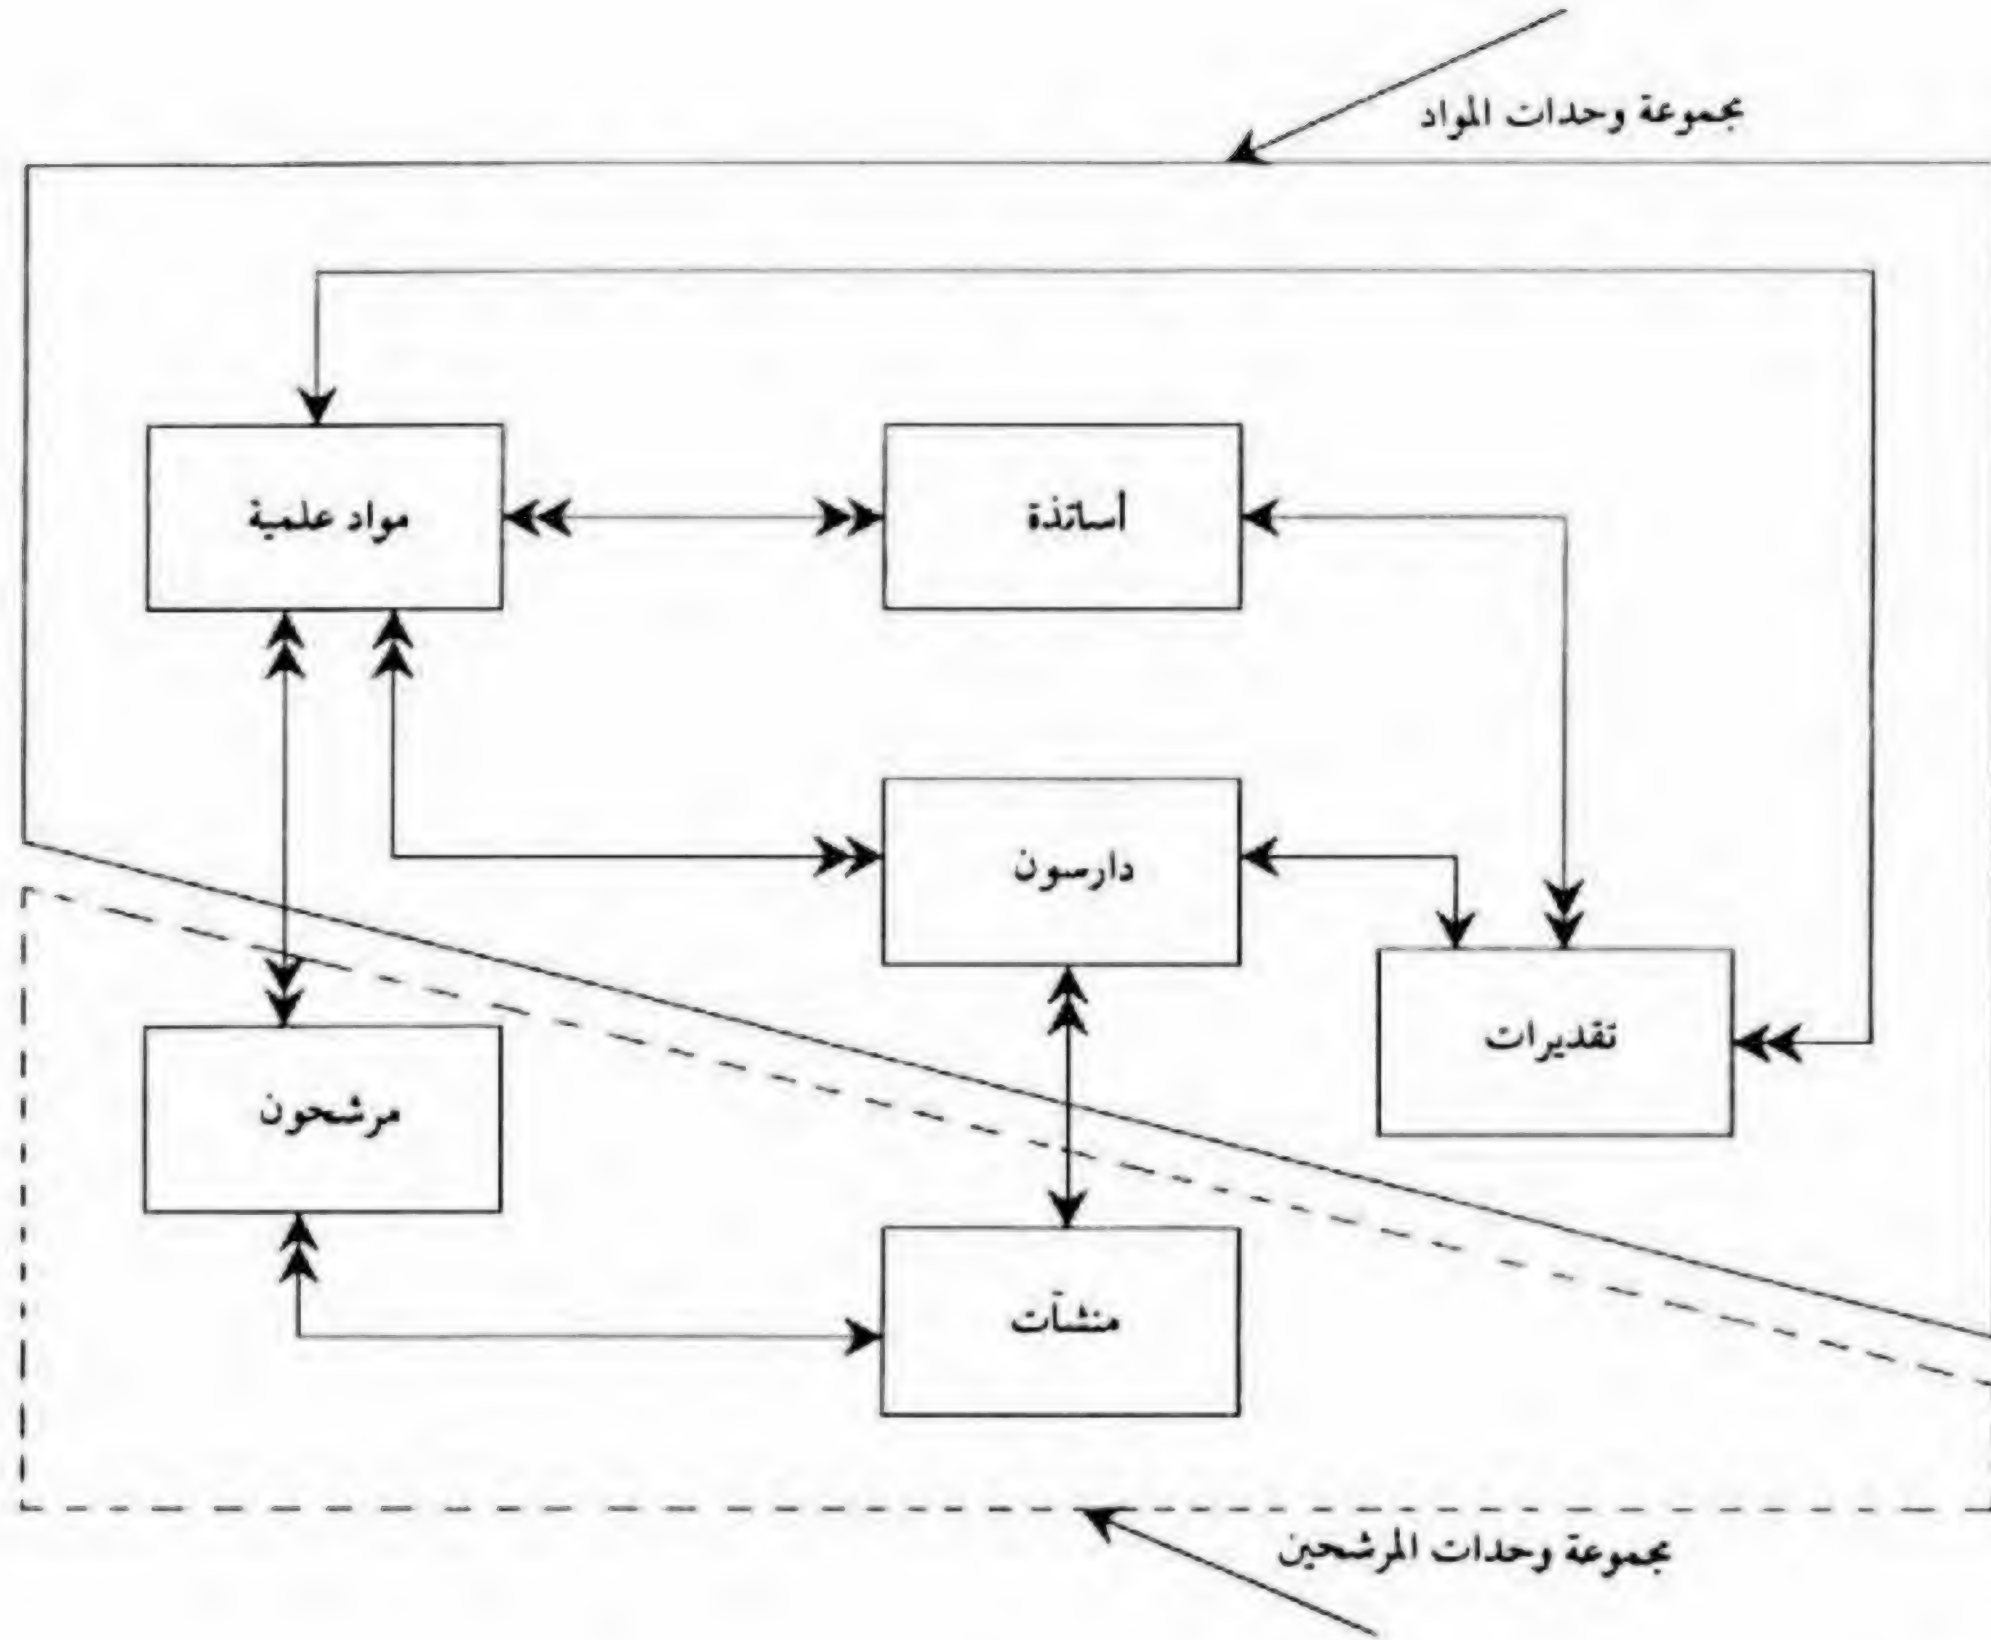 مجموعة وحدات المواد
أساتذة
مواد علمية
دارسون
تقديرات
مرشحون
منشآت
مجموعة وحدات المرشحين